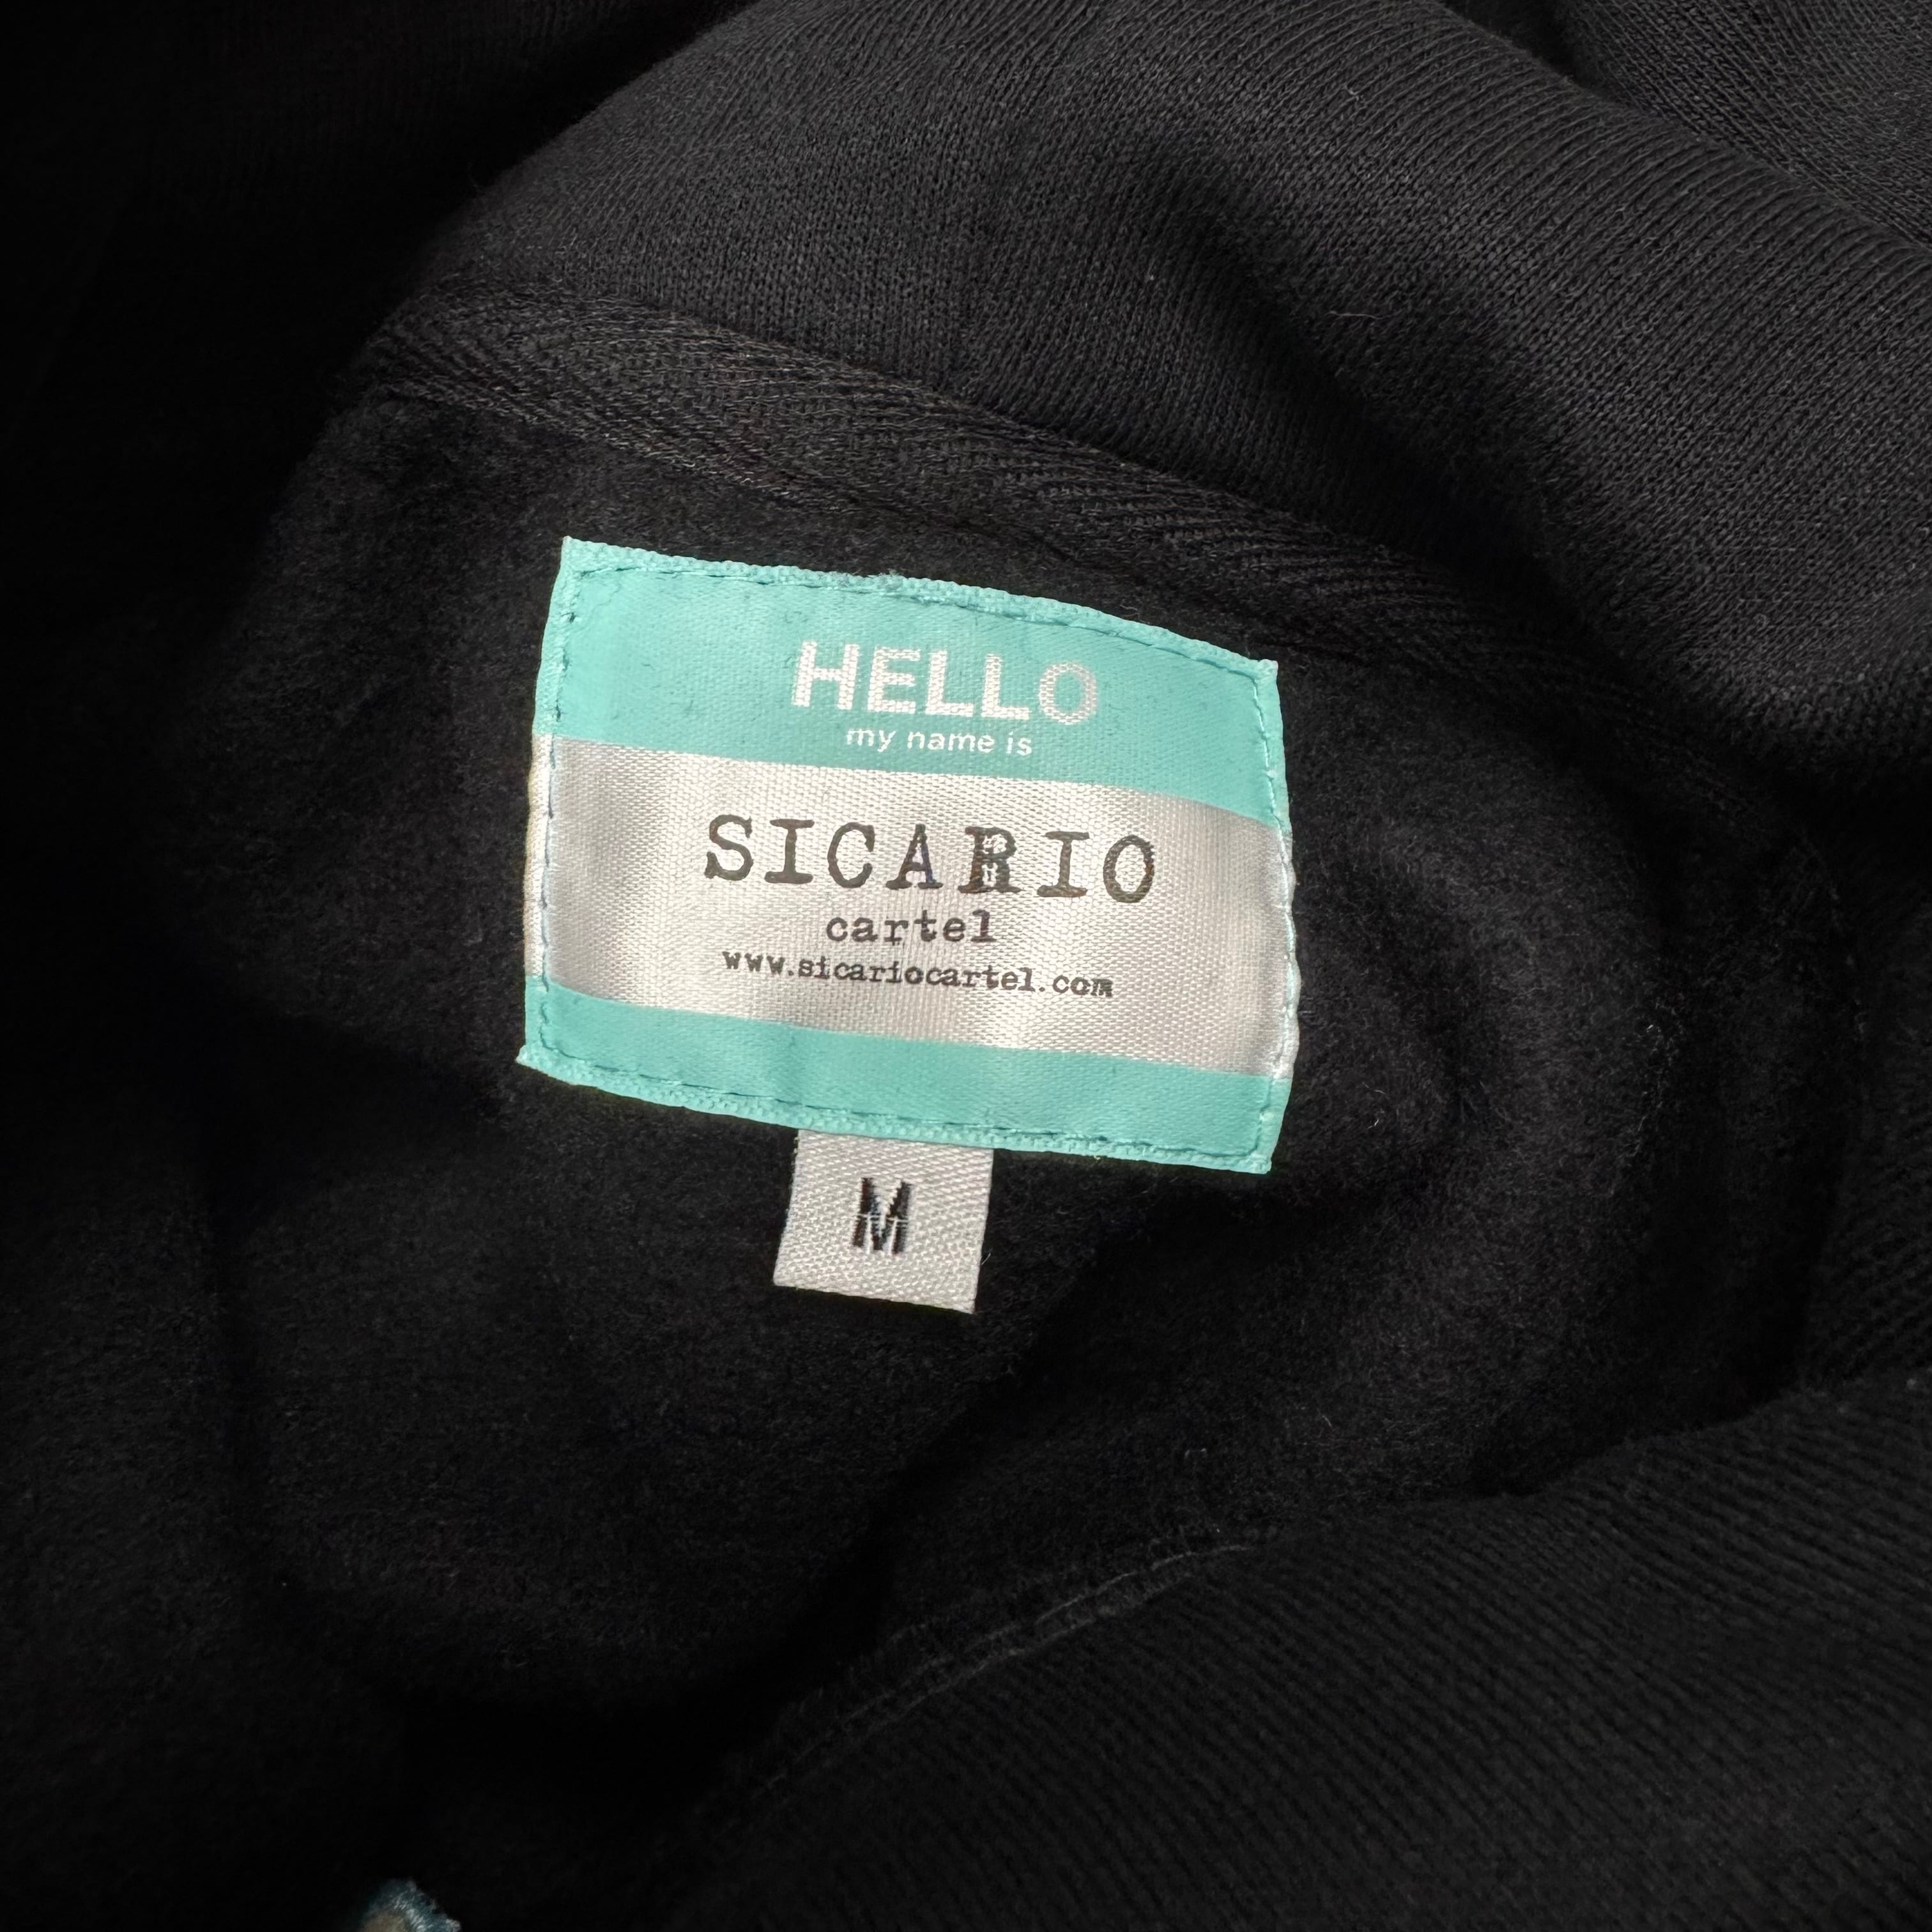 HELLO
my name is
SICARIO
cartel
www.sicariocartel.com
M